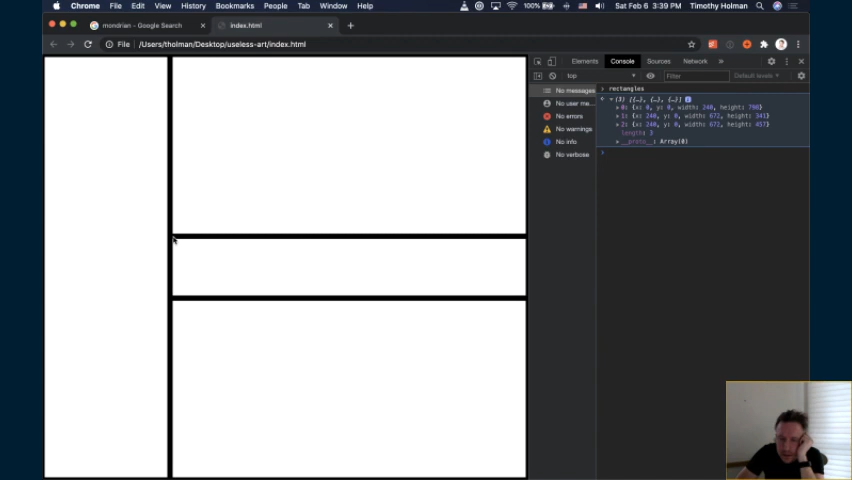 Chrome File Edit View History Bookmarks People Tab Window Help 100% Sat Feb 6 3:39 PM Timothy Holman
mondrian - Google Search
index.html
File /Users/tholman/Desktop/useless-art/index.html
Elements Console Sources Network
top Filter Default levels
No messages
No user me...
No errors
No warnings
No info
No verbose
rectangles
(3) [{…}, {…}, {…}]
0: {x: 0, y: 0, width: 240, height: 798}
1: {x: 240, y: 0, width: 672, height: 341}
2: {x: 240, y: 0, width: 672, height: 457}
length: 3
__proto__: Array(0)